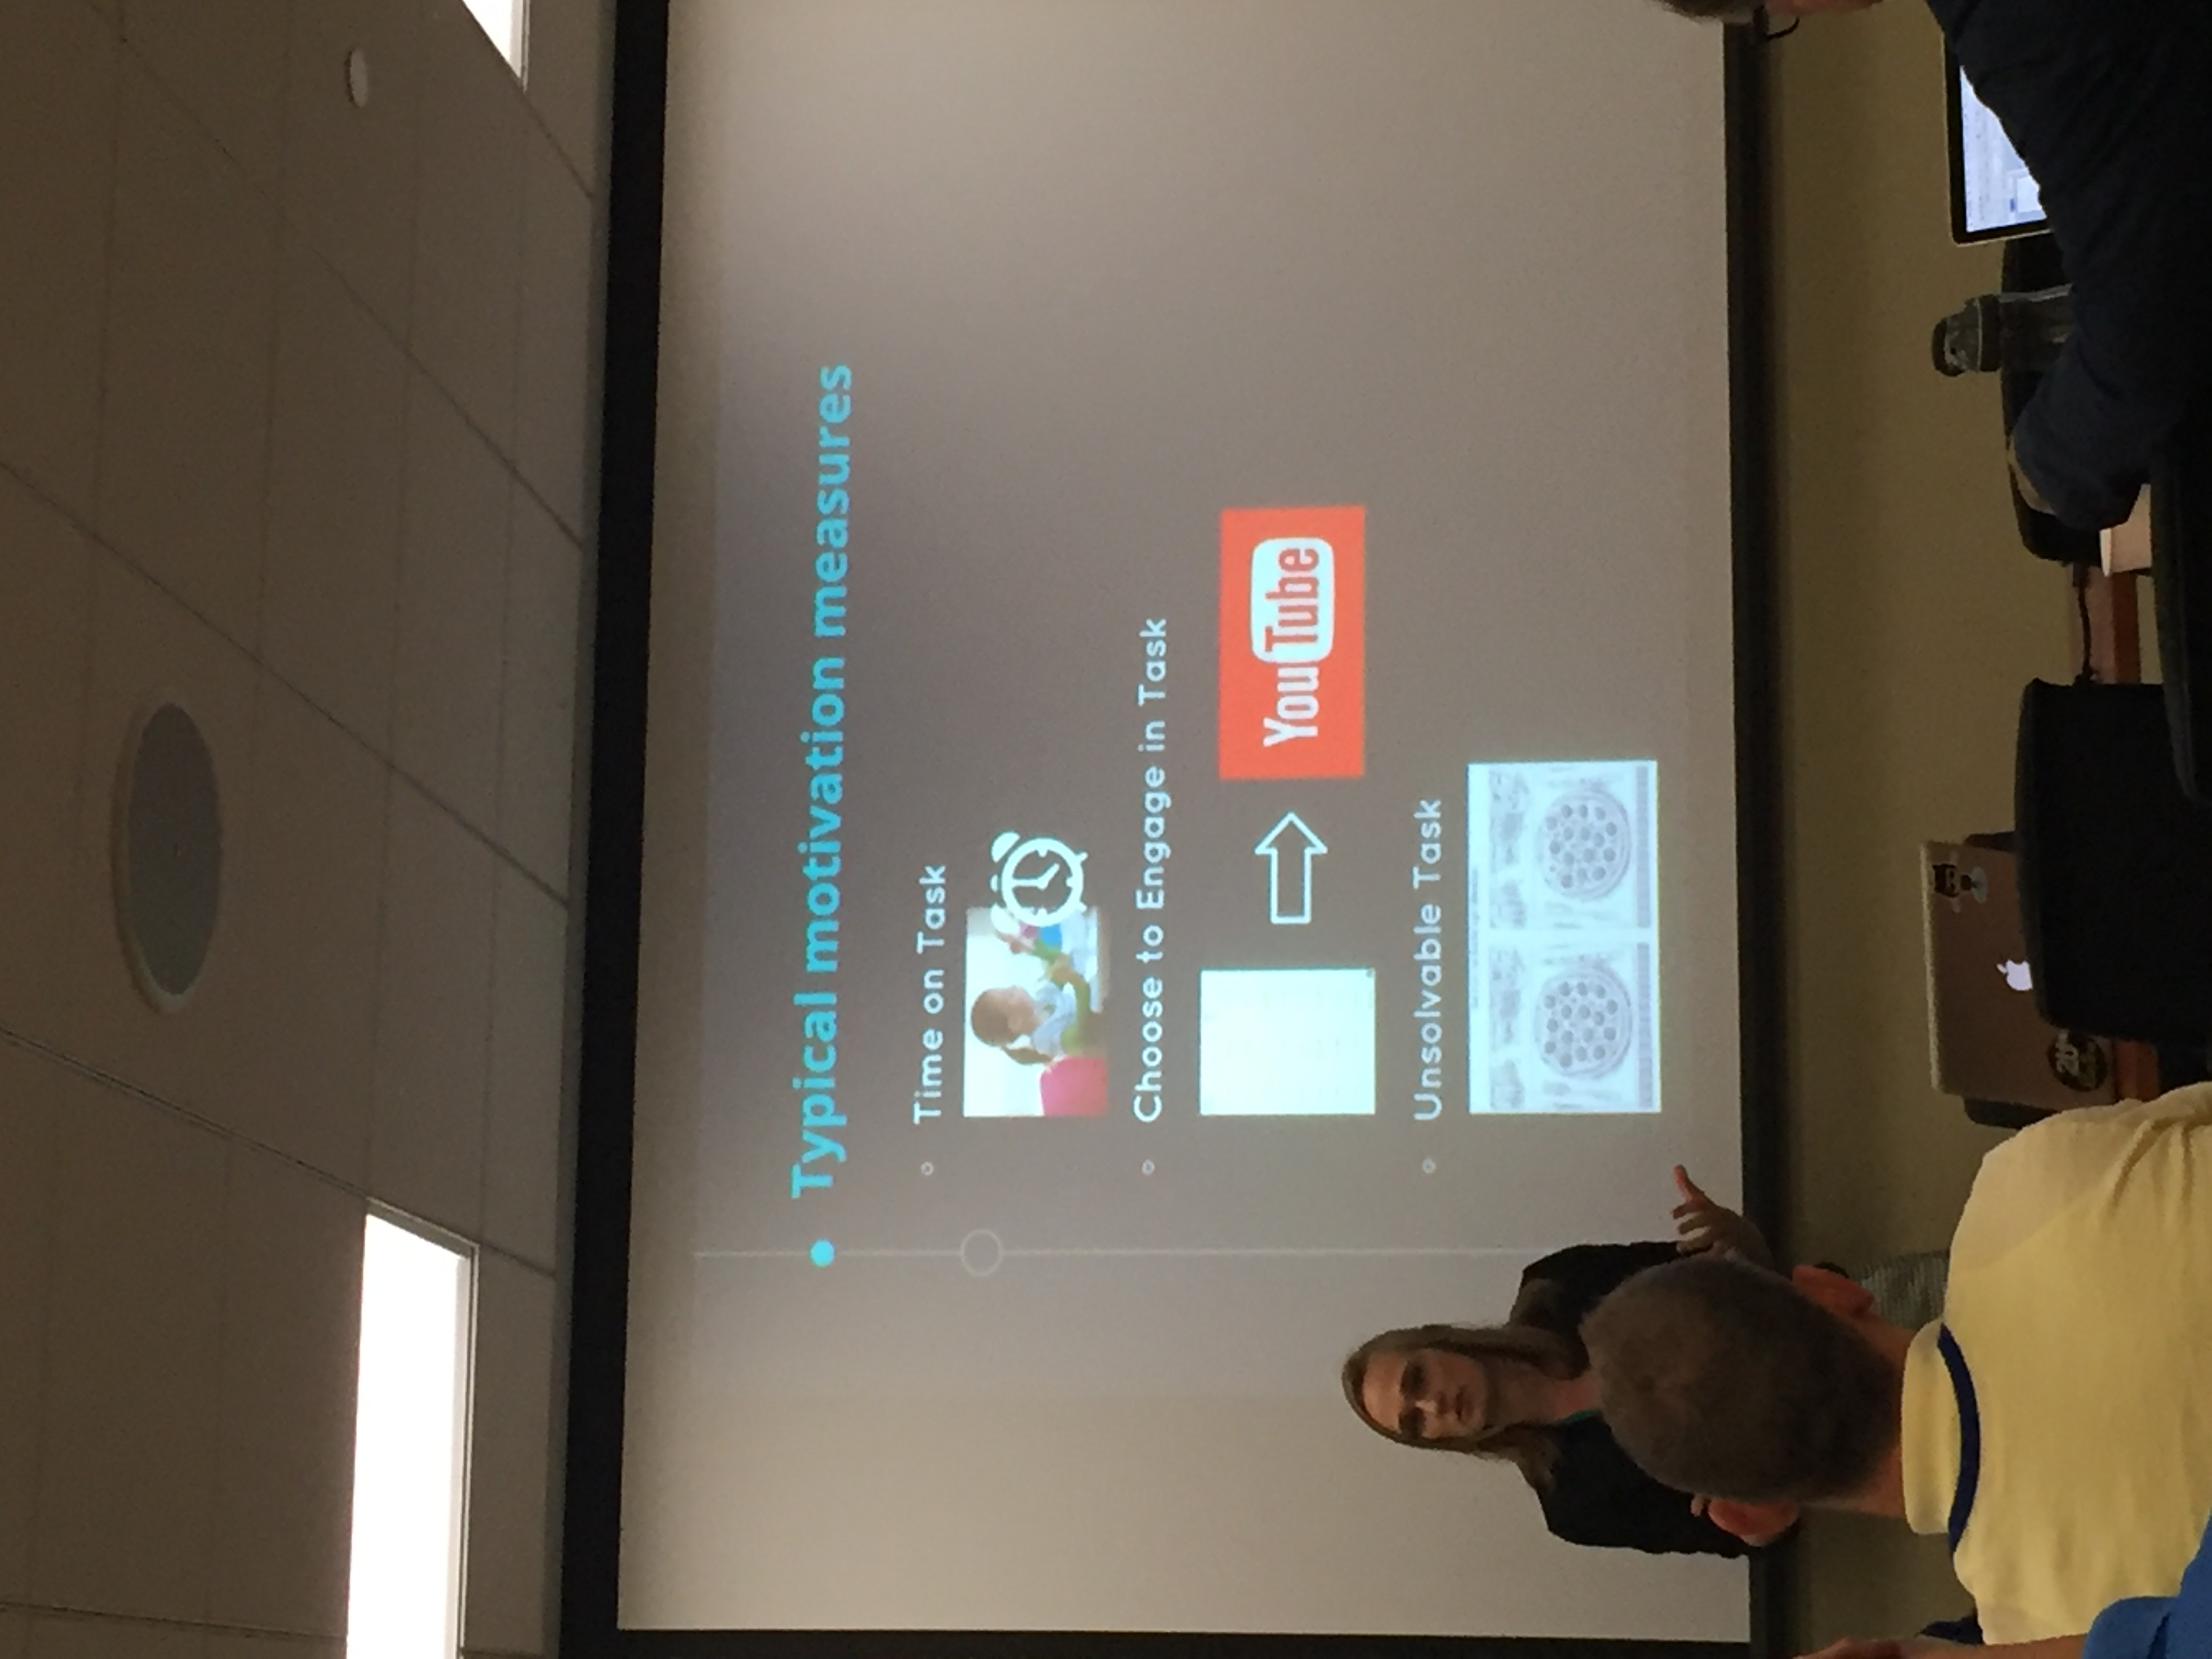 Typical motivation measures
Time on Task
Choose to Engage in Task
YouTube
Unsolvable Task